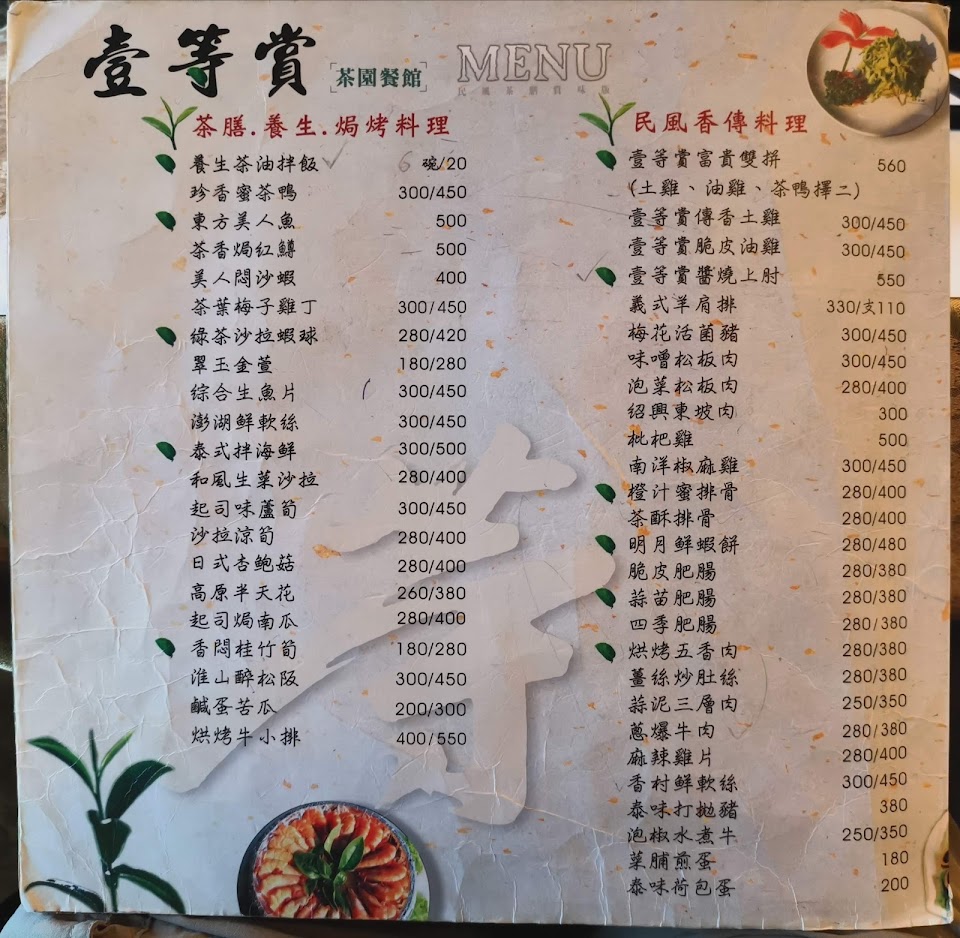 壹等賞
茶園餐館
MENU
茶膳.養生.焗烤料理
養生茶油拌飯 6 碗/20
珍香蜜茶鴨 300/450
東方美人魚 500
茶香焗紅鱒 500
美人悶沙蝦 400
茶葉梅子雞丁 300/450
綠茶沙拉蝦球 280/420
翠玉金萱 180/280
綜合生魚片 300/450
澎湖鮮軟絲 300/450
泰式拌海鮮 300/500
和風生菜沙拉 280/400
起司味蘆筍 300/450
沙拉涼筍 280/400
日式杏鮑菇 280/400
高原半天花 260/380
起司焗南瓜 280/400
香悶桂竹筍 180/280
淮山醉松阪 300/450
鹹蛋苦瓜 200/300
烘烤牛小排 400/550
民風香傳料理
壹等賞富貴雙拼 560
(土雞、油雞、茶鴨擇二)
壹等賞傳香土雞 300/450
壹等賞脆皮油雞 300/450
壹等賞醬燒上肘 550
義式羊肩排 330/支110
梅花活菌豬 300/450
味噌松板肉 300/450
泡菜松板肉 280/400
紹興東坡肉 300
枇杷雞 500
南洋椒麻雞 300/450
橙汁蜜排骨 280/400
茶酥排骨 280/400
明月鮮蝦餅 280/480
脆皮肥腸 280/380
蒜苗肥腸 280/380
四季肥腸 280/380
烘烤五香肉 280/380
薑絲炒肚絲 280/380
蒜泥三層肉 250/350
蔥爆牛肉 280/380
麻辣雞片 280/400
香村鮮軟絲 300/450
泰味打拋豬 380
泡椒水煮牛 250/350
菜脯煎蛋 180
泰味荷包蛋 200